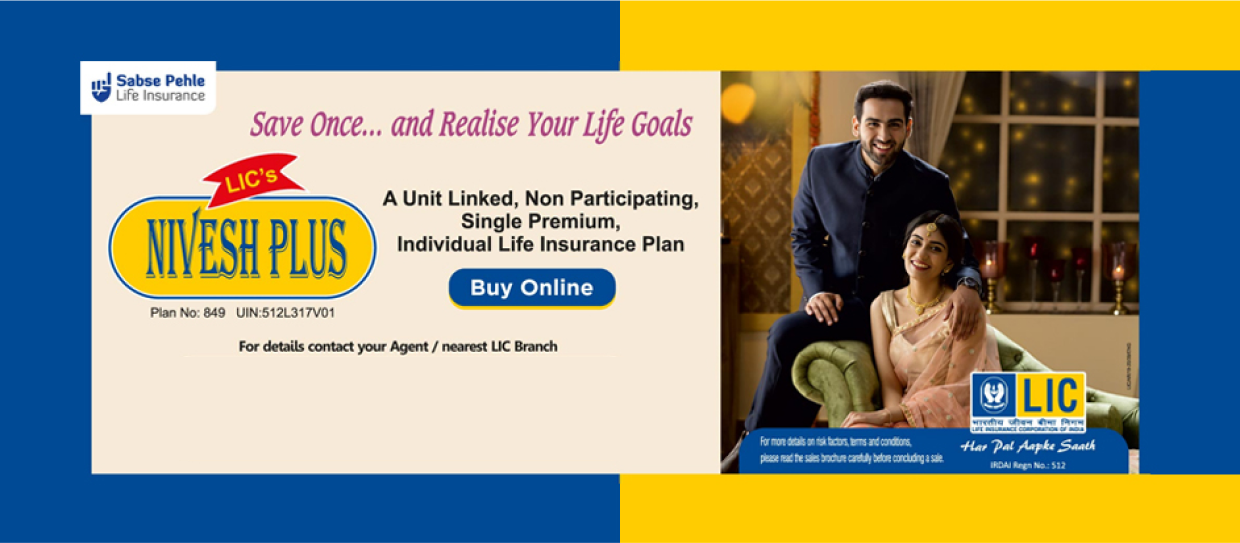 Sabse Pehle
Life Insurance
Save Once... and Realise Your Life Goals
LIC's
NIVESH PLUS
Plan No: 849 UIN:512L317V01
A Unit Linked, Non Participating,
Single Premium,
Individual Life Insurance Plan
Buy Online
For details contact your Agent / nearest LIC Branch
LIC
भारतीय जीवन बीमा निगम
LIFE INSURANCE CORPORATION OF INDIA
Har Pal Aapke Saath
IRDAI Regn No.: 512
For more details on risk factors, terms and conditions,
please read the sales brochure carefully before concluding a sale.